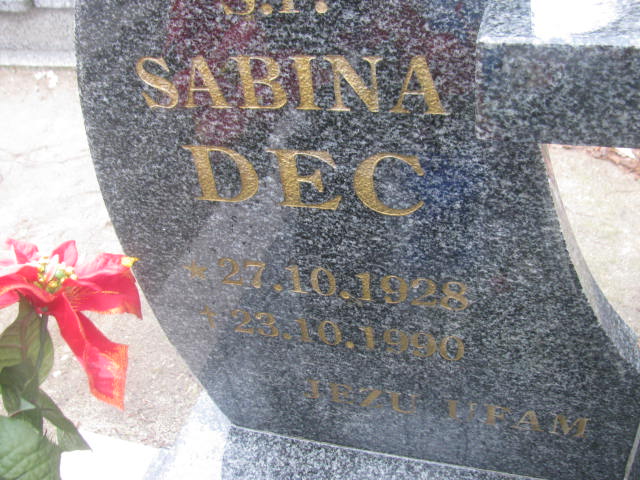 Ś.P.
SABINA
DEC
* 27.10.1928
† 23.10.1990
JEZU UFAM